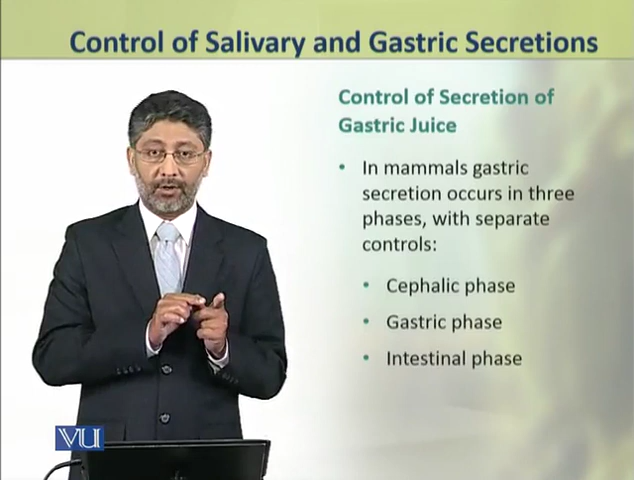 Control of Salivary and Gastric Secretions
Control of Secretion of
Gastric Juice
• In mammals gastric
secretion occurs in three
phases, with separate
controls:
• Cephalic phase
• Gastric phase
• Intestinal phase
VU